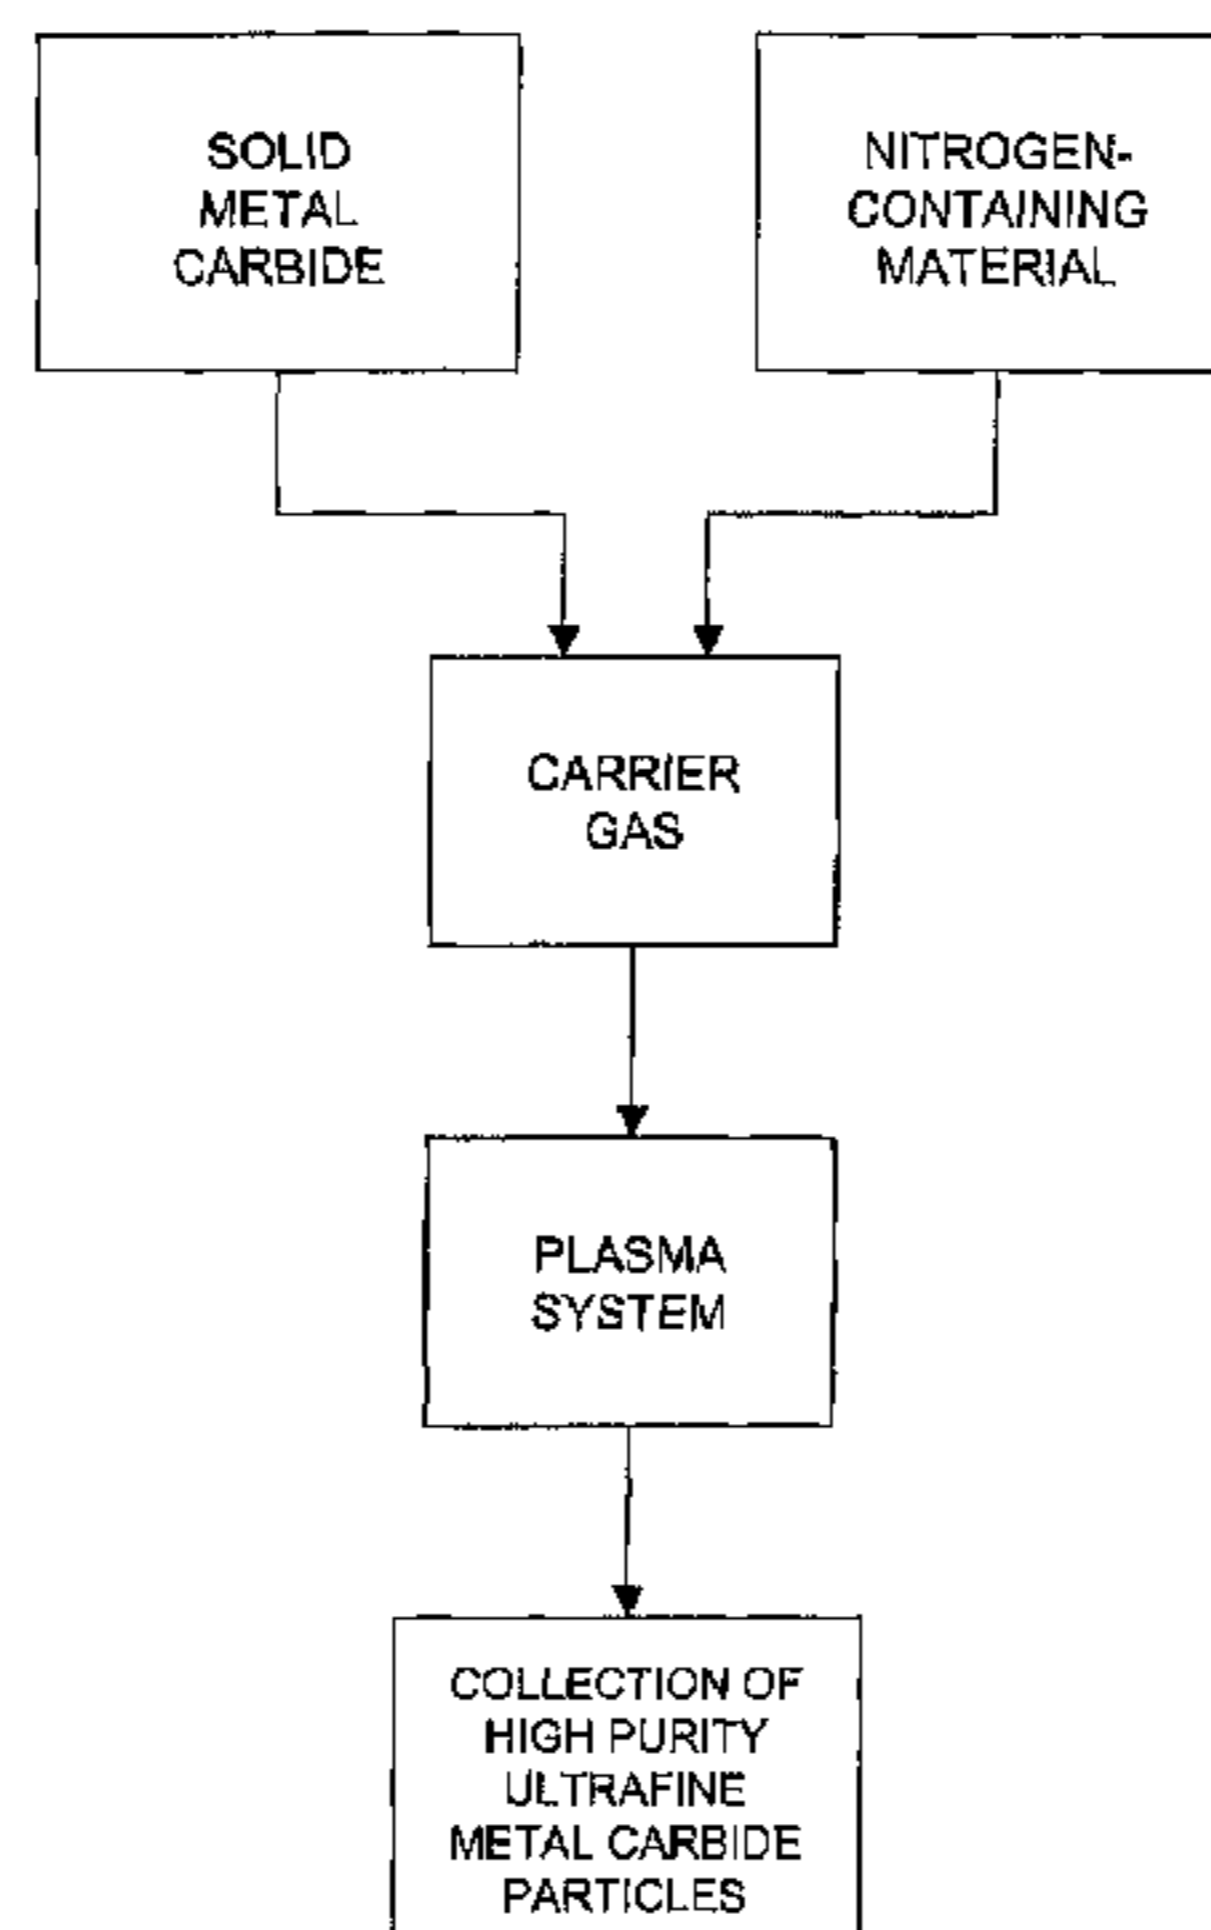 SOLID
METAL
CARBIDE
NITROGEN-
CONTAINING
MATERIAL
CARRIER
GAS
PLASMA
SYSTEM
COLLECTION OF
HIGH PURITY
ULTRAFINE
METAL CARBIDE
PARTICLES